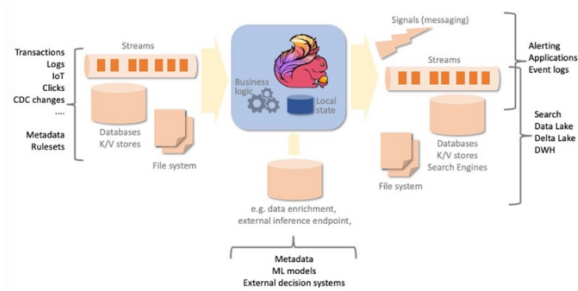 Transactions
Logs
IoT
Clicks
CDC changes
....
Metadata
Rulesets
Streams
Databases
K/V stores
File system
Business
logic
Local
state
e.g. data enrichment,
external inference endpoint,
Metadata
ML models
External decision systems
Signals (messaging)
Streams
Databases
K/V stores
Search Engines
File system
Alerting
Applications
Event logs
Search
Data Lake
Delta Lake
DWH